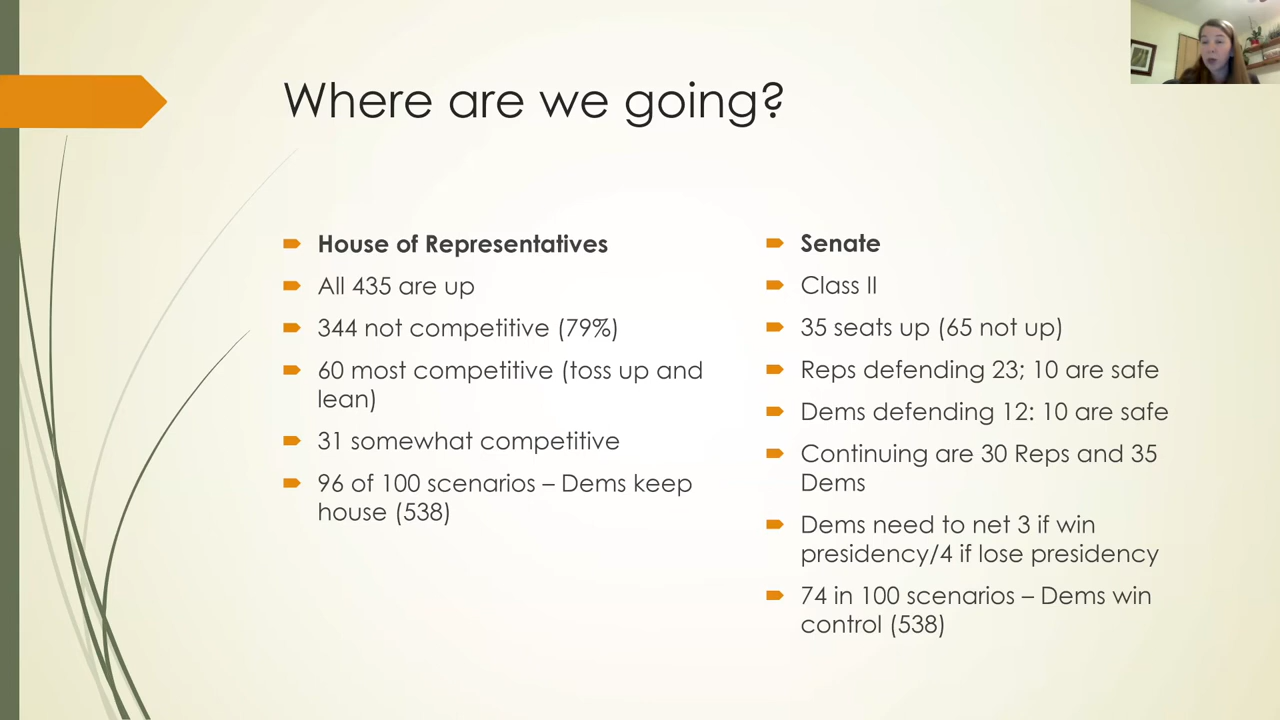 Where are we going?
House of Representatives
All 435 are up
344 not competitive (79%)
60 most competitive (toss up and
lean)
31 somewhat competitive
96 of 100 scenarios – Dems keep
house (538)
Senate
Class II
35 seats up (65 not up)
Reps defending 23; 10 are safe
Dems defending 12: 10 are safe
Continuing are 30 Reps and 35
Dems
Dems need to net 3 if win
presidency/4 if lose presidency
74 in 100 scenarios – Dems win
control (538)